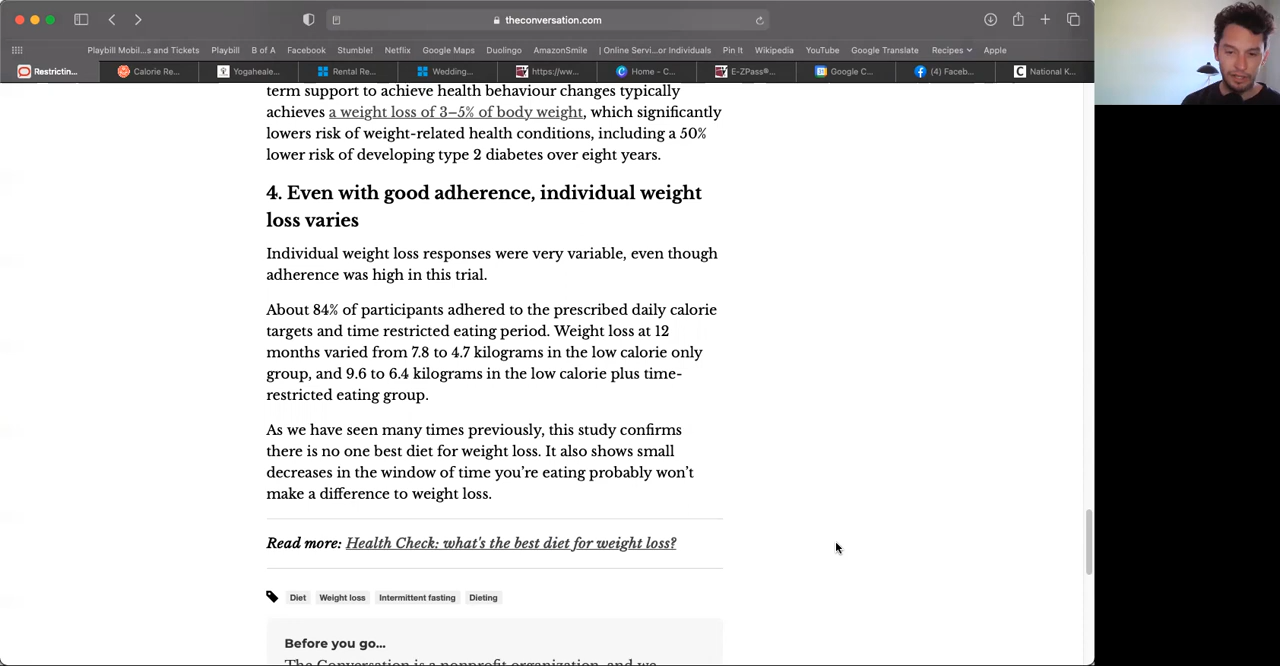 theconversation.com
Playbill Mobil...s and Tickets Playbill B of A Facebook Stumble! Netflix Google Maps Duolingo AmazonSmile | Online Servi...or Individuals Pin It Wikipedia YouTube Google Translate Recipes Apple
Restrictin... Calorie Re... Yogaheale... Rental Re... Wedding... https://ww... Home – C... E-ZPass®... Google C... (4) Faceb... National K...
term support to achieve health behaviour changes typically
achieves a weight loss of 3–5% of body weight, which significantly
lowers risk of weight-related health conditions, including a 50%
lower risk of developing type 2 diabetes over eight years.
4. Even with good adherence, individual weight
loss varies
Individual weight loss responses were very variable, even though
adherence was high in this trial.
About 84% of participants adhered to the prescribed daily calorie
targets and time restricted eating period. Weight loss at 12
months varied from 7.8 to 4.7 kilograms in the low calorie only
group, and 9.6 to 6.4 kilograms in the low calorie plus time-
restricted eating group.
As we have seen many times previously, this study confirms
there is no one best diet for weight loss. It also shows small
decreases in the window of time you’re eating probably won’t
make a difference to weight loss.
Read more: Health Check: what's the best diet for weight loss?
Diet Weight loss Intermittent fasting Dieting
Before you go...
The Conversation is a nonprofit organization, and we